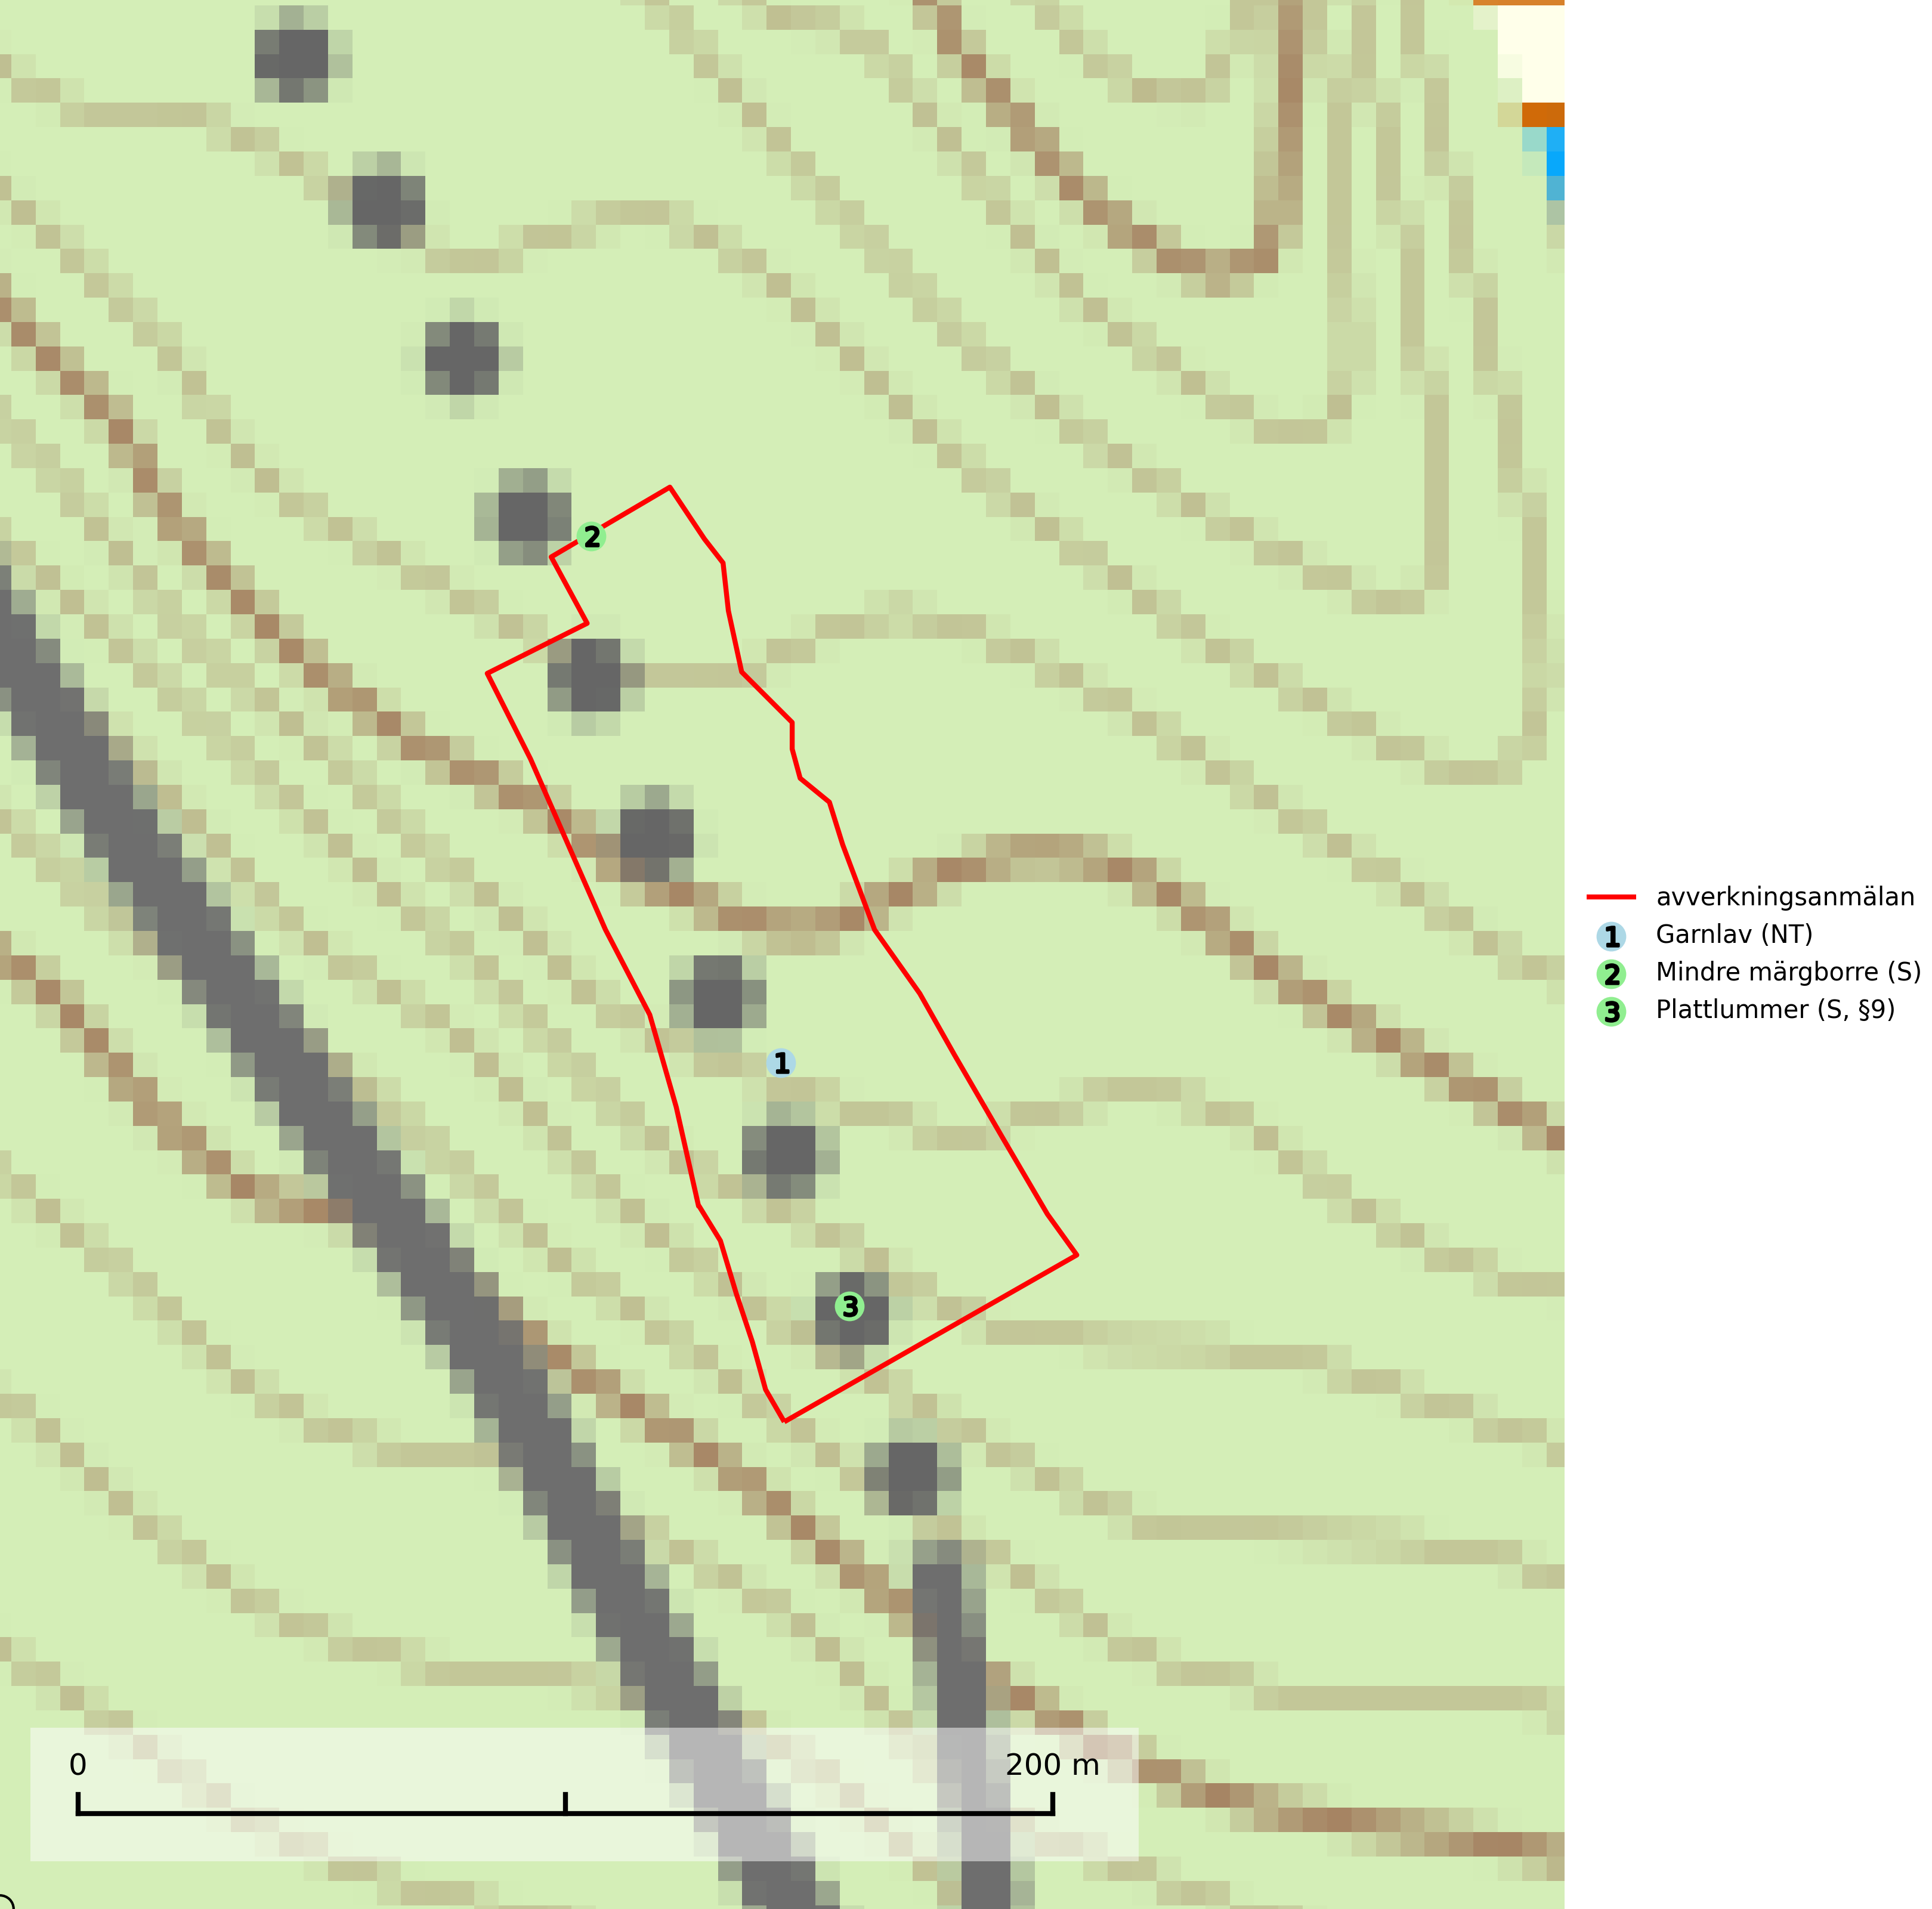 2
1
3
0
200 m
avverkningsanmälan
1 Garnlav (NT)
2 Mindre märgborre (S)
3 Plattlummer (S, §9)